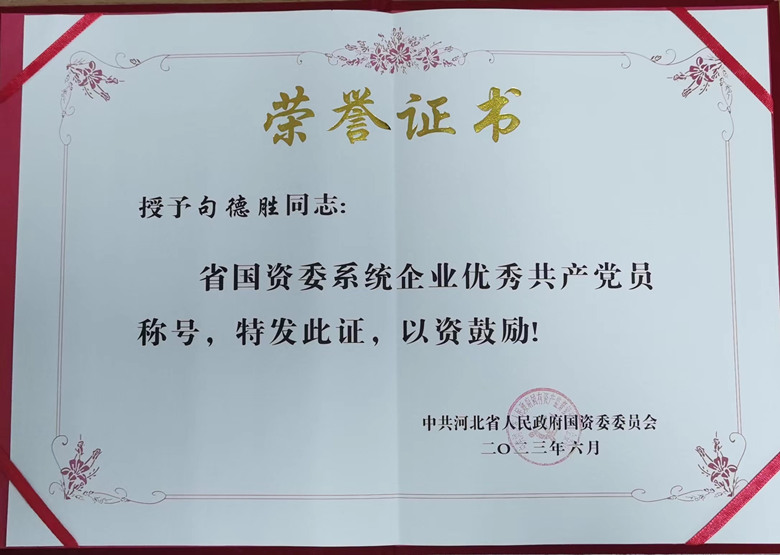 荣誉证书
授予句德胜同志：
省国资委系统企业优秀共产党员
称号，特发此证，以资鼓励！
中共河北省人民政府国资委委员会
二〇二三年六月